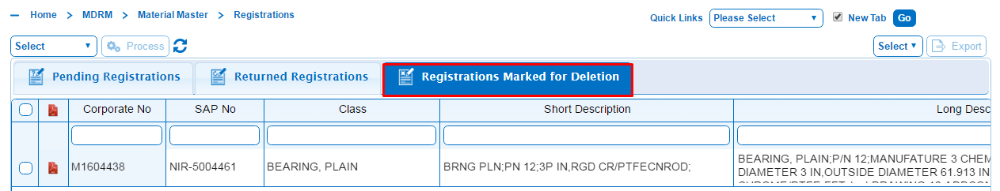 Home > MDRM > Material Master > Registrations
Quick Links Please Select New Tab Go
Select Process Select Export
Pending Registrations Returned Registrations Registrations Marked for Deletion
Corporate No SAP No Class Short Description Long Desc
M1604438 NIR-5004461 BEARING, PLAIN BRNG PLN;PN 12;3P IN,RGD CR/PTFECNROD;
BEARING, PLAIN;P/N 12;MANUFATURE 3 CHEM
DIAMETER 3 IN,OUTSIDE DIAMETER 61.913 IN